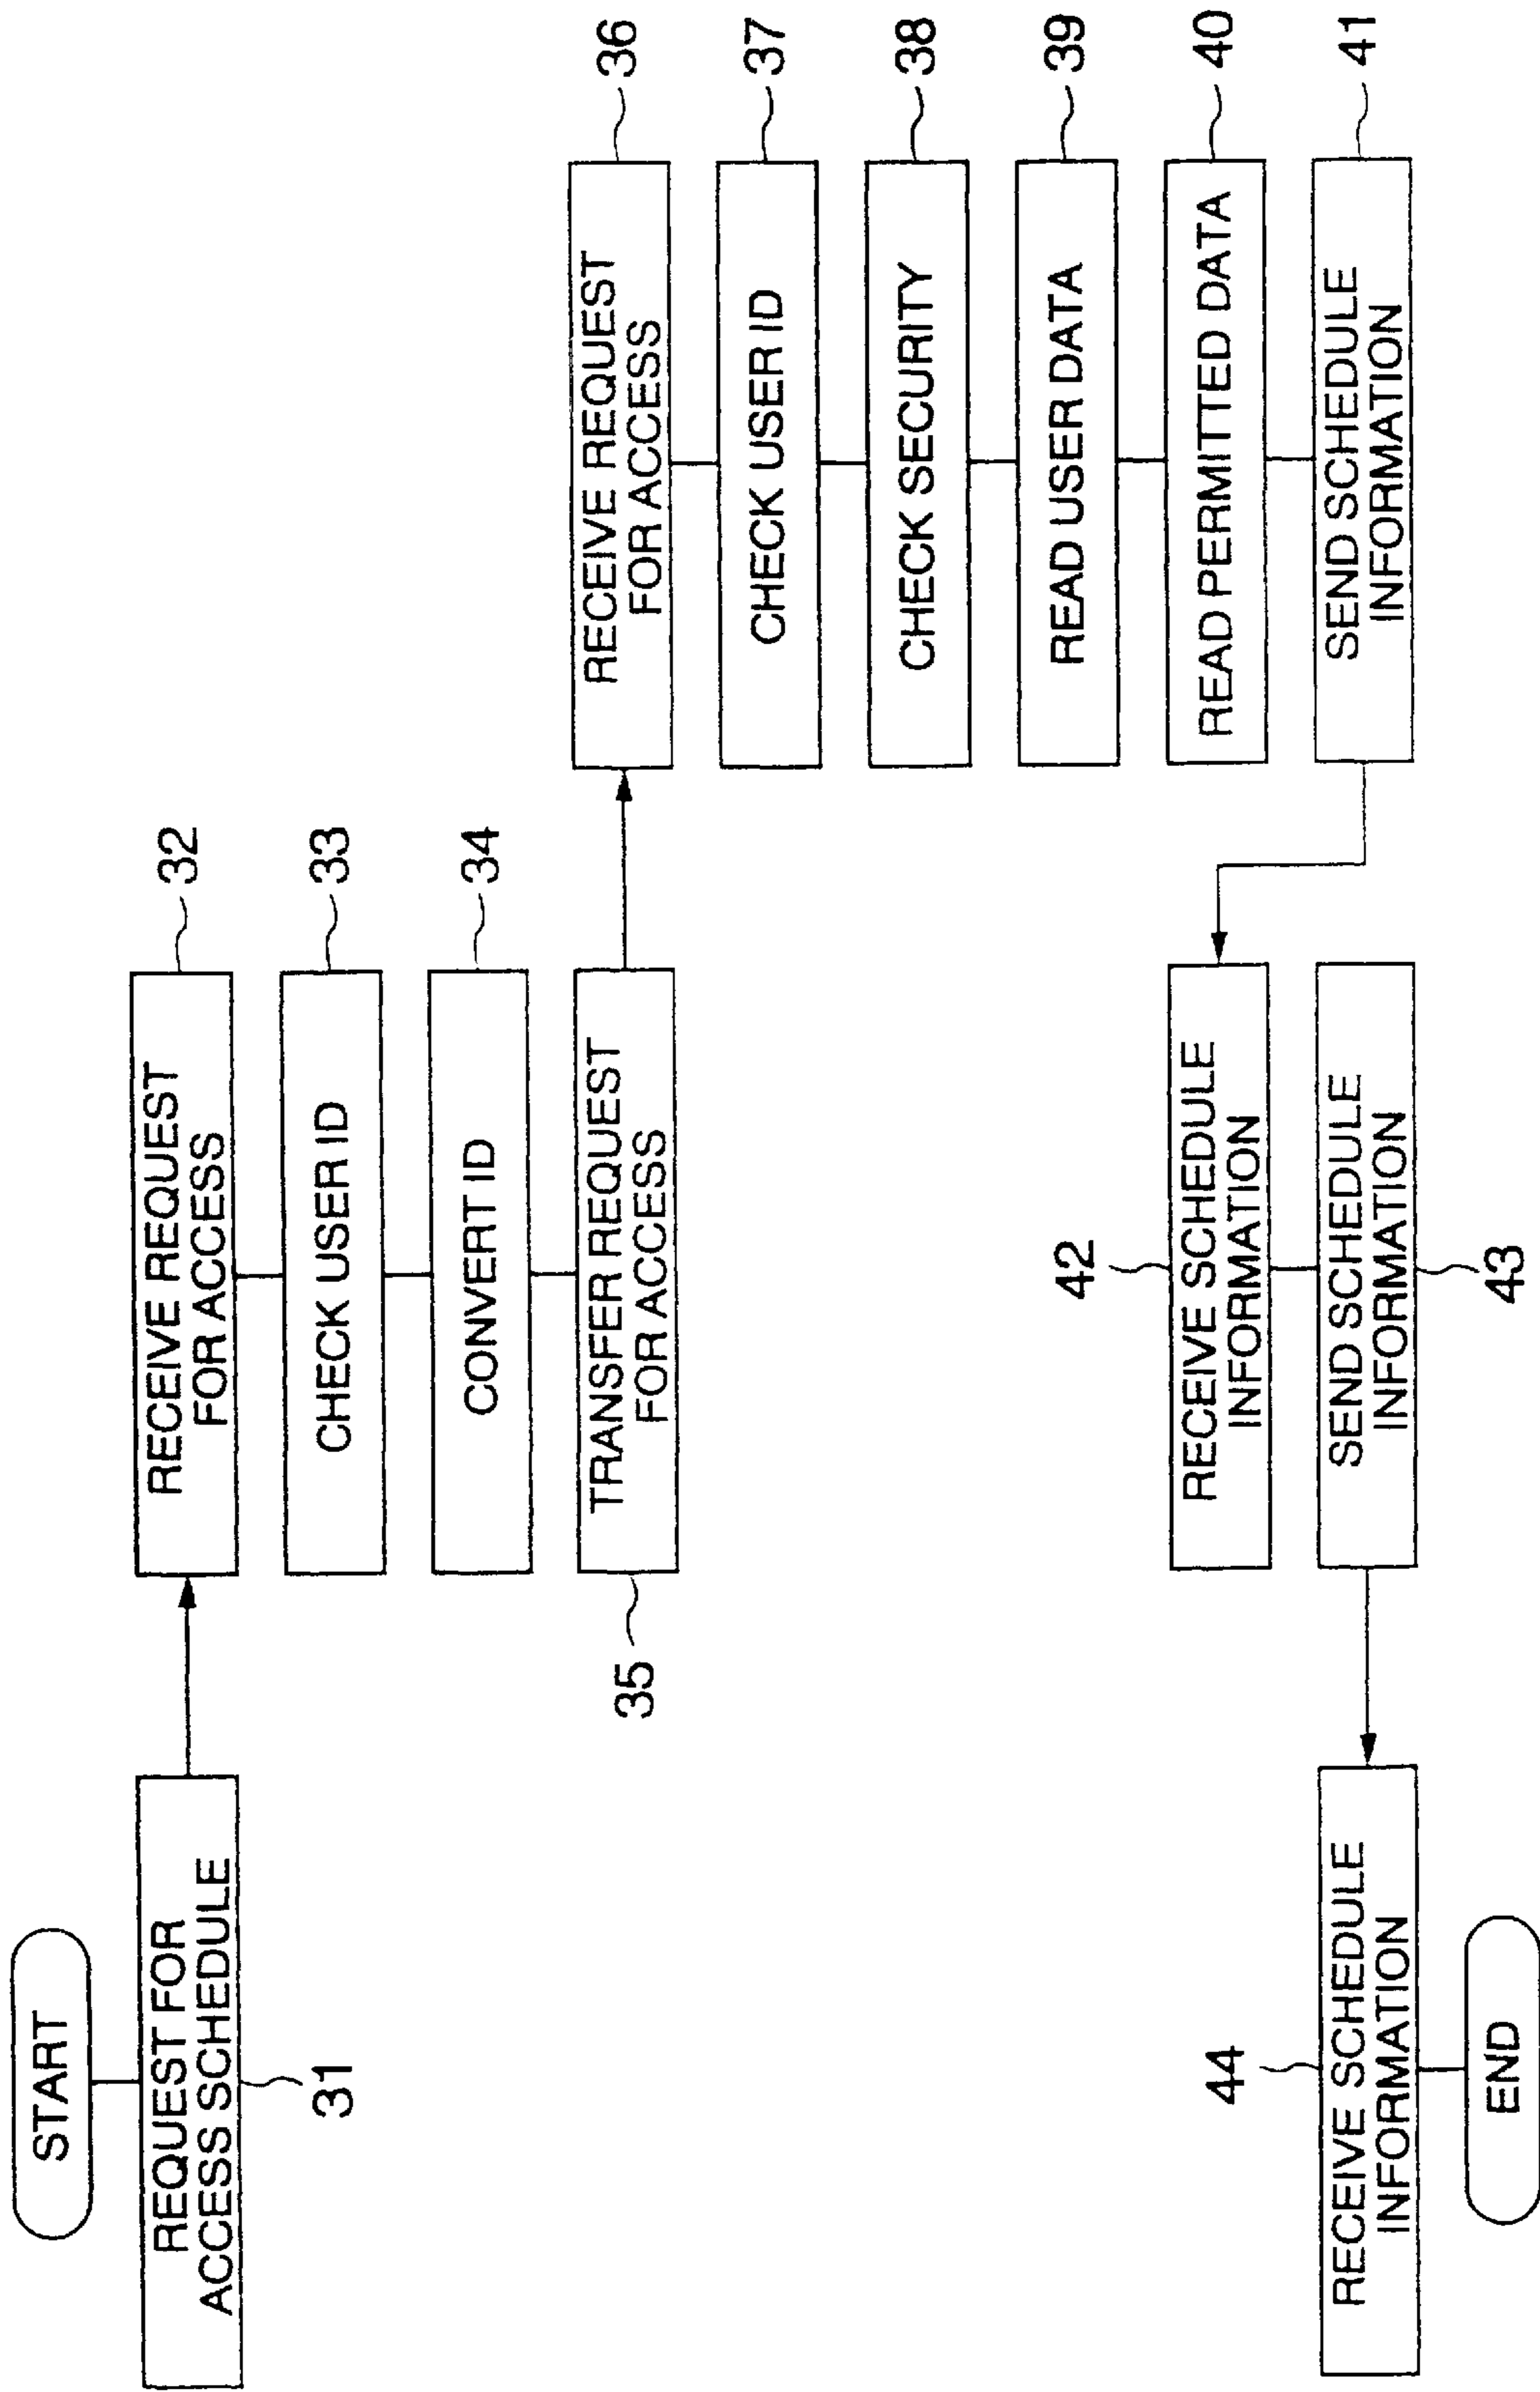 START
REQUEST FOR
ACCESS SCHEDULE
31
RECEIVE REQUEST
FOR ACCESS
32
CHECK USER ID
33
CONVERT ID
34
TRANSFER REQUEST
FOR ACCESS
35
RECEIVE REQUEST
FOR ACCESS
36
CHECK USER ID
37
CHECK SECURITY
38
READ USER DATA
39
READ PERMITTED DATA
40
SEND SCHEDULE
INFORMATION
41
42
RECEIVE SCHEDULE
INFORMATION
SEND SCHEDULE
INFORMATION
43
44
RECEIVE SCHEDULE
INFORMATION
END